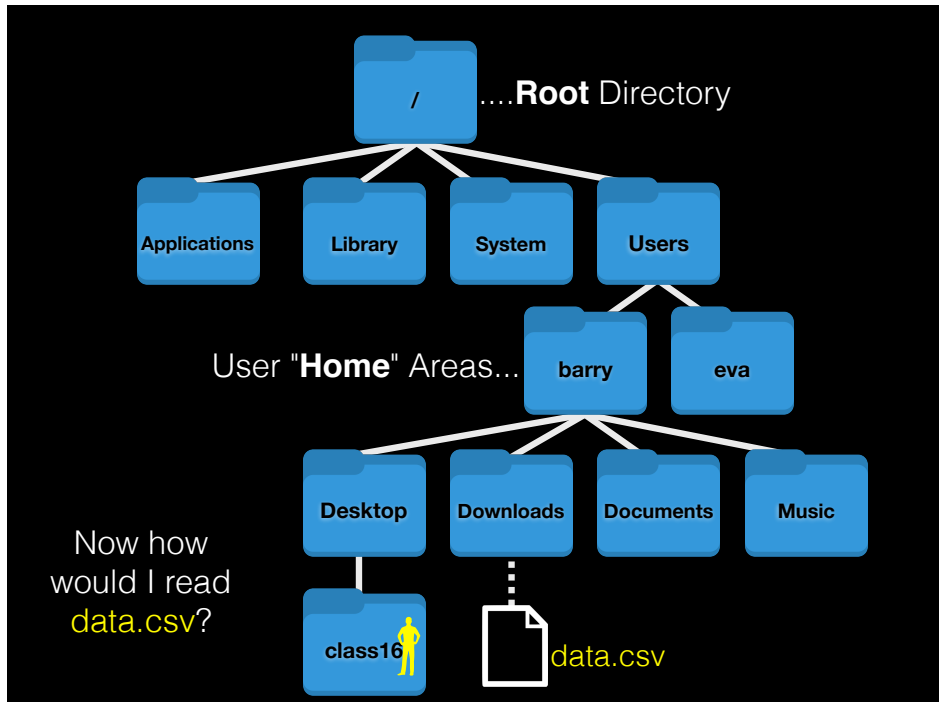 /
....Root Directory
Applications
Library
System
Users
User "Home" Areas...
barry
eva
Desktop
Downloads
Documents
Music
Now how
would I read
data.csv?
class16
data.csv